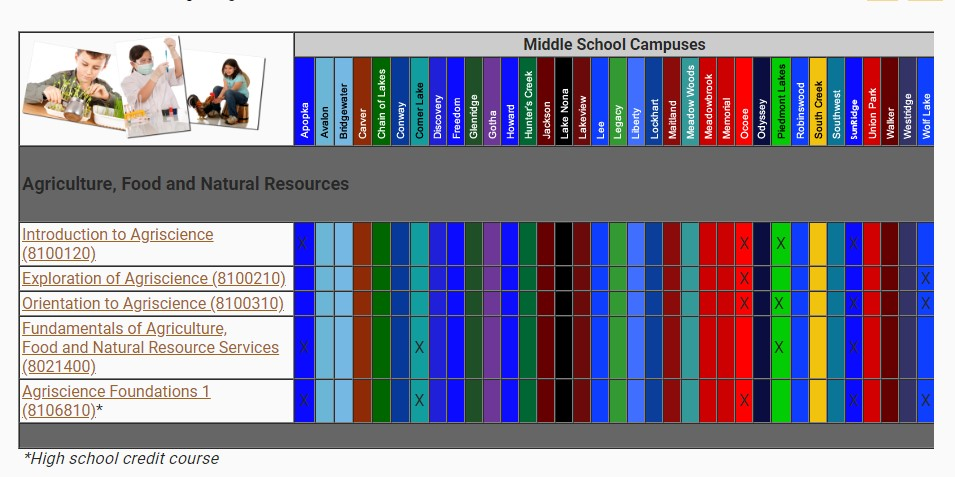 Middle School Campuses
Apopka
Avalon
Bridgewater
Carver
Chain of Lakes
Conway
Corner Lake
Discovery
Freedom
Glenridge
Gotha
Howard
Hunter's Creek
Jackson
Lake Nona
Lakeview
Lee
Legacy
Liberty
Lockhart
Maitland
Meadow Woods
Meadowbrook
Memorial
Ocoee
Odyssey
Piedmont Lakes
Robinswood
South Creek
Southwest
SunRidge
Union Park
Walker
Westridge
Wolf Lake
Agriculture, Food and Natural Resources
Introduction to Agriscience
(8100120)
X X X X
Exploration of Agriscience (8100210) X X
Orientation to Agriscience (8100310) X X X X
Fundamentals of Agriculture,
Food and Natural Resource Services
(8021400)
X X X X
Agriscience Foundations 1
(8106810)*
X X X X X
*High school credit course